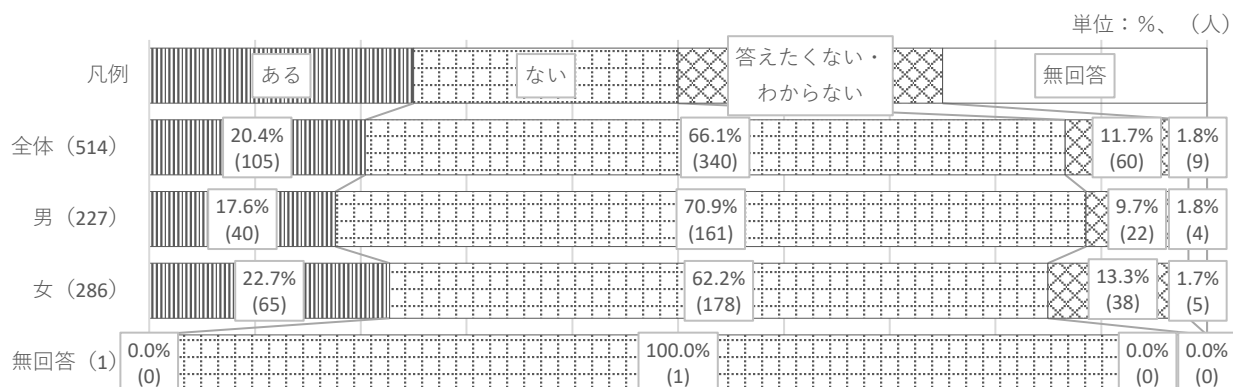 単位：%、（人）
凡例
ある
ない
答えたくない・
わからない
無回答
全体（514）
20.4%
(105)
66.1%
(340)
11.7%
(60)
1.8%
(9)
男（227）
17.6%
(40)
70.9%
(161)
9.7%
(22)
1.8%
(4)
女（286）
22.7%
(65)
62.2%
(178)
13.3%
(38)
1.7%
(5)
無回答（1）
0.0%
(0)
100.0%
(1)
0.0%
(0)
0.0%
(0)